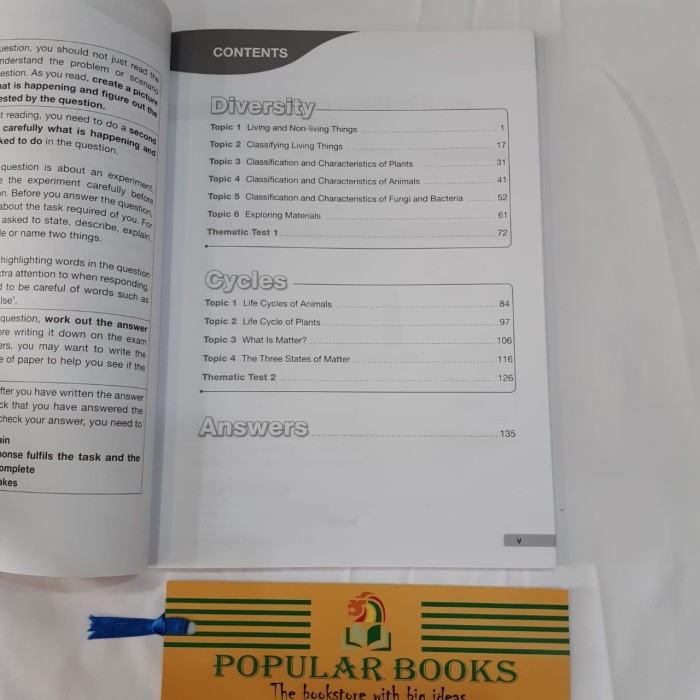 uestion, you should not just read the
nderstand the problem or scenario
estion. As you read, create a picture
at is happening and figure out the
ested by the question.
t reading, you need to do a second
carefully what is happening and
ked to do in the question.
question is about an experiment,
the experiment carefully before
n. Before you answer the question,
about the task required of you. For
asked to state, describe, explain,
e or name two things.
highlighting words in the question
tra attention to when responding.
to be careful of words such as
lse'.
question, work out the answer
re writing it down on the exam
ers, you may want to write the
of paper to help you see if the
fter you have written the answer
ck that you have answered the
check your answer, you need to
ain
onse fulfils the task and the
omplete
akes
CONTENTS
Diversity
Topic 1 Living and Non-living Things 1
Topic 2 Classifying Living Things 17
Topic 3 Classification and Characteristics of Plants 31
Topic 4 Classification and Characteristics of Animals 41
Topic 5 Classification and Characteristics of Fungi and Bacteria 52
Topic 6 Exploring Materials 61
Thematic Test 1 72
Cycles
Topic 1 Life Cycles of Animals 84
Topic 2 Life Cycle of Plants 97
Topic 3 What Is Matter? 106
Topic 4 The Three States of Matter 116
Thematic Test 2 126
Answers 135
v
POPULAR BOOKS
The bookstore with big ideas